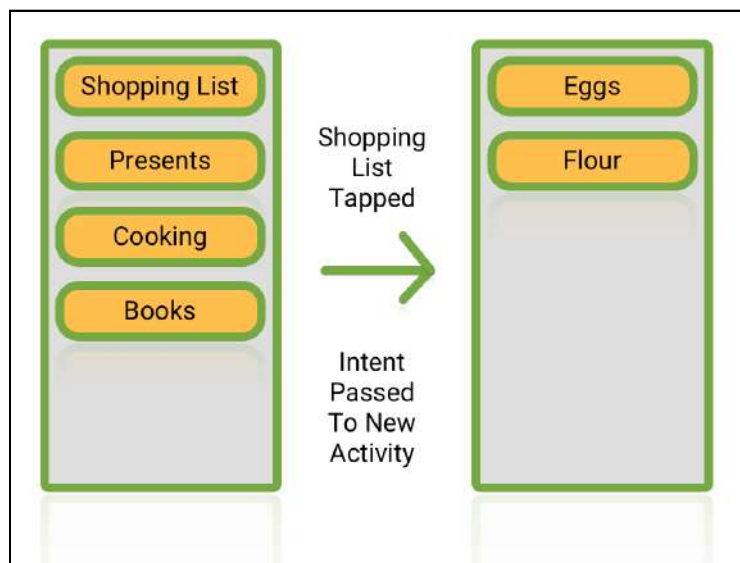 Shopping List
Presents
Cooking
Books
Shopping
List
Tapped
Intent
Passed
To New
Activity
Eggs
Flour